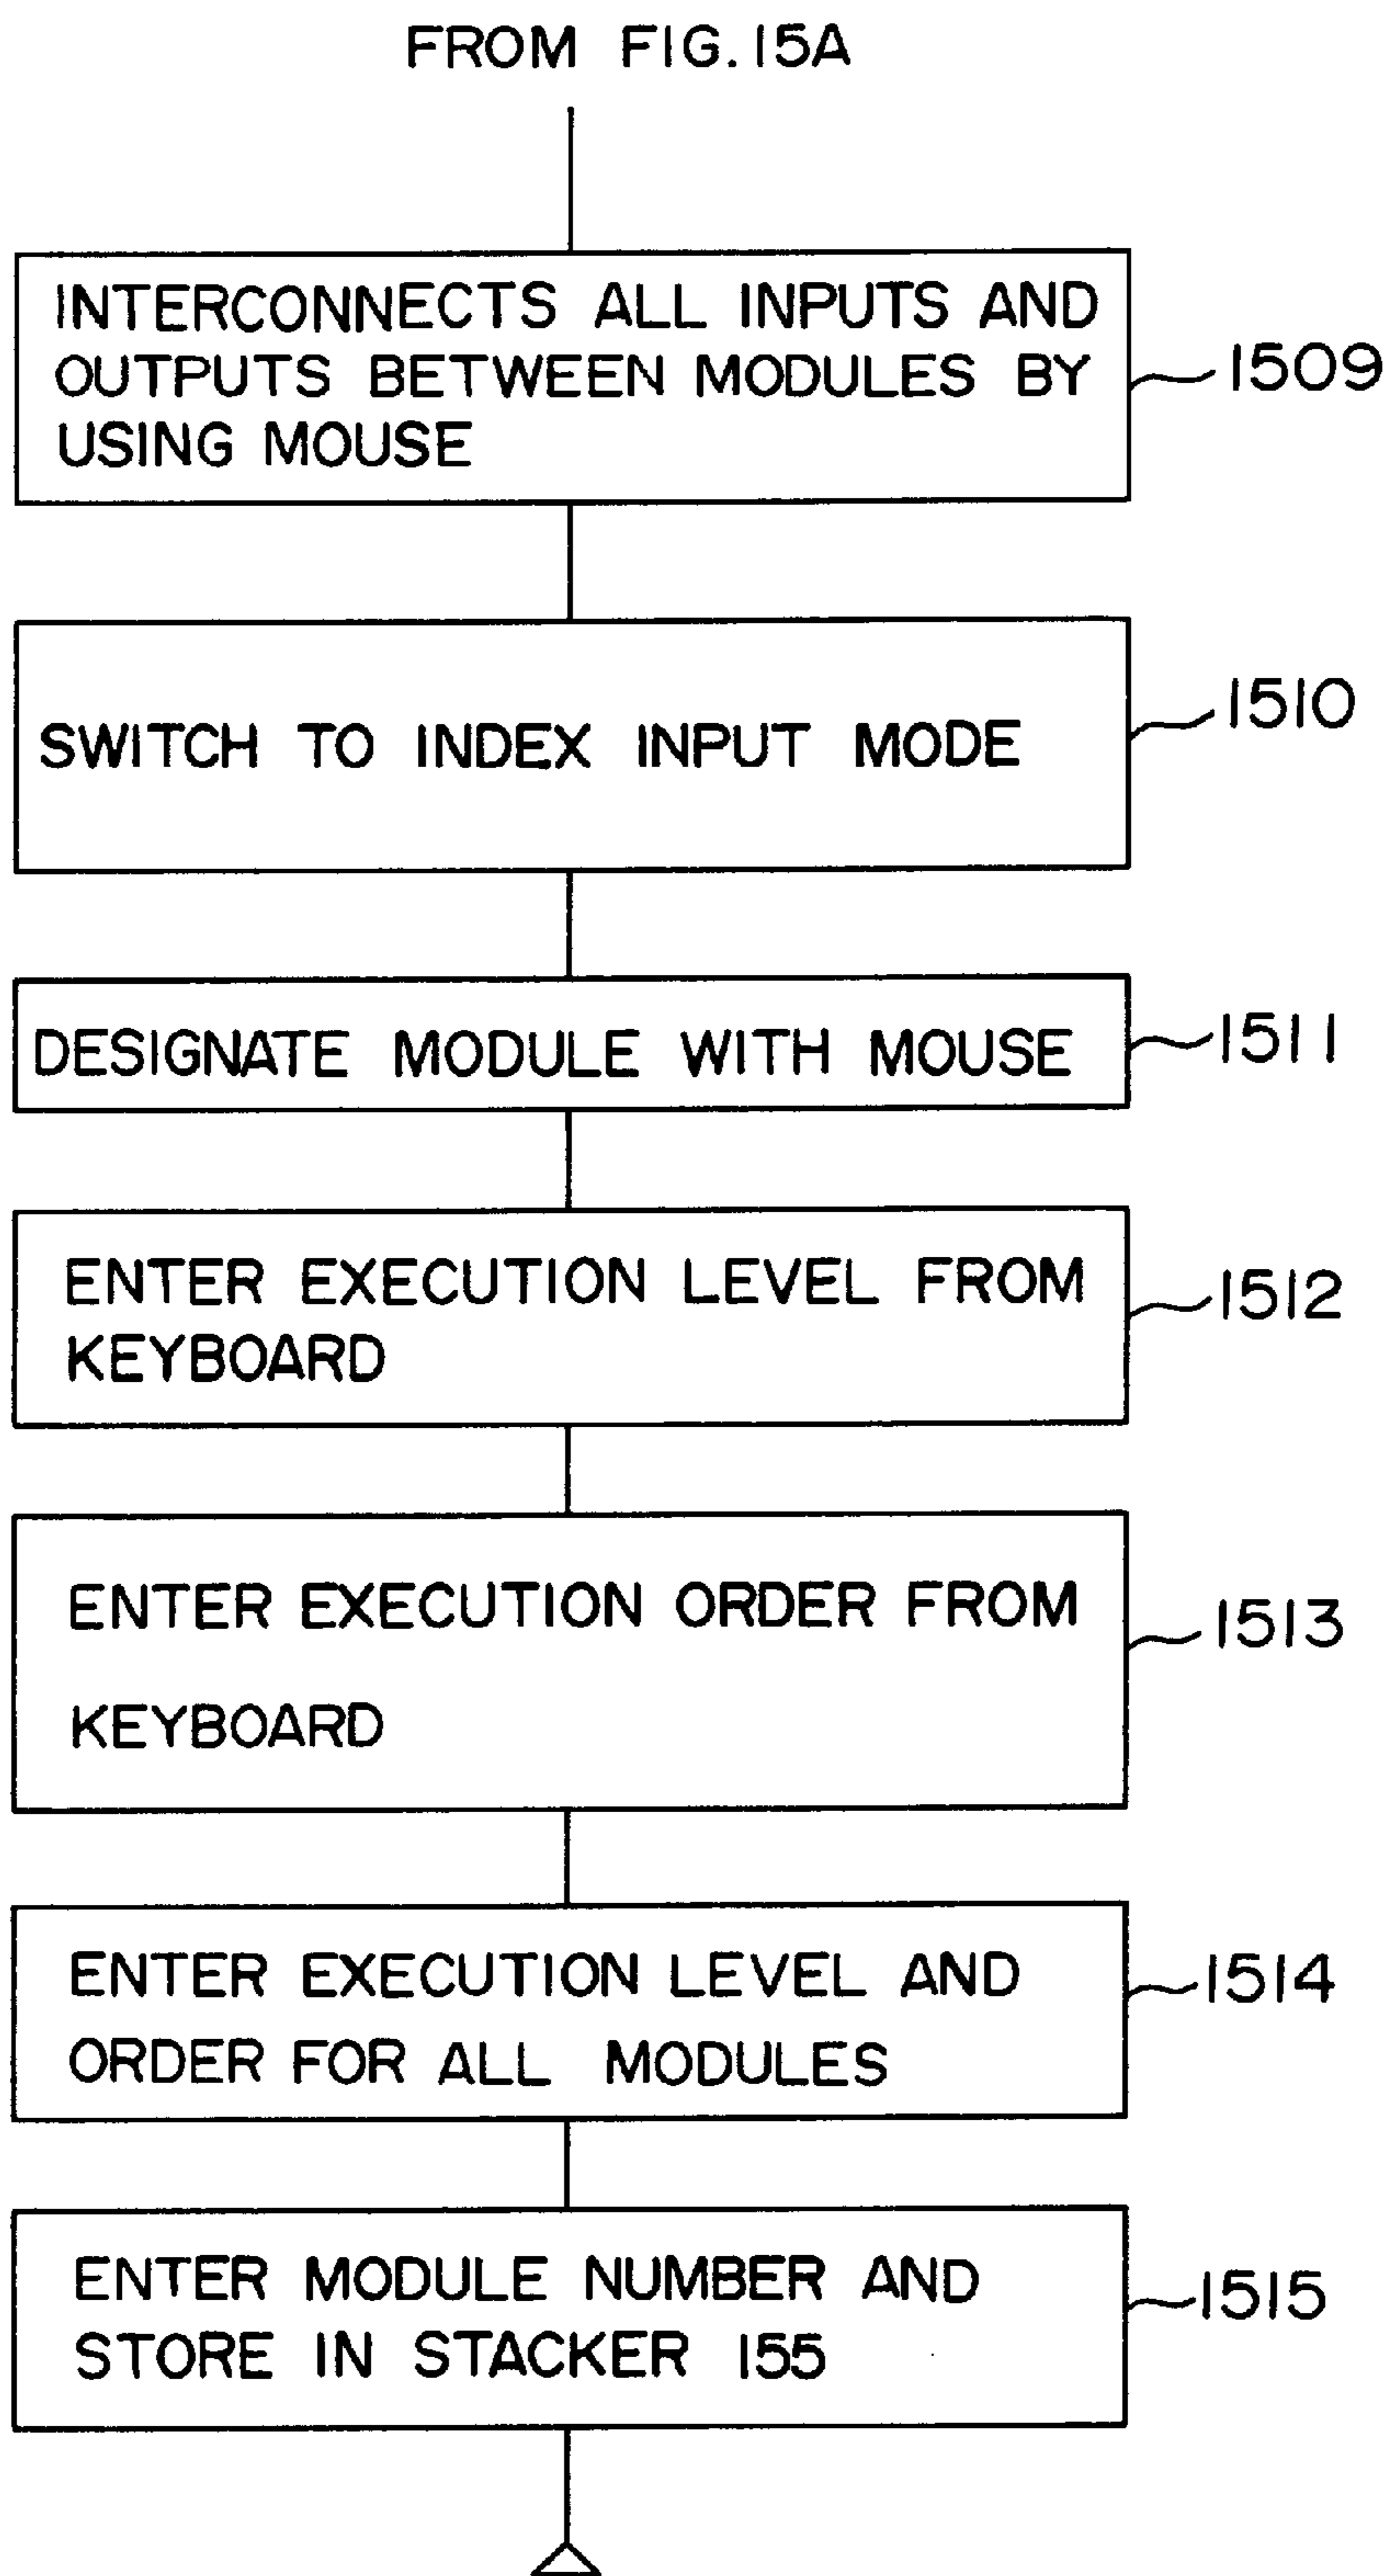 FROM FIG. 15A
INTERCONNECTS ALL INPUTS AND
OUTPUTS BETWEEN MODULES BY
USING MOUSE
1509
SWITCH TO INDEX INPUT MODE
1510
DESIGNATE MODULE WITH MOUSE
1511
ENTER EXECUTION LEVEL FROM
KEYBOARD
1512
ENTER EXECUTION ORDER FROM
KEYBOARD
1513
ENTER EXECUTION LEVEL AND
ORDER FOR ALL MODULES
1514
ENTER MODULE NUMBER AND
STORE IN STACKER 155
1515